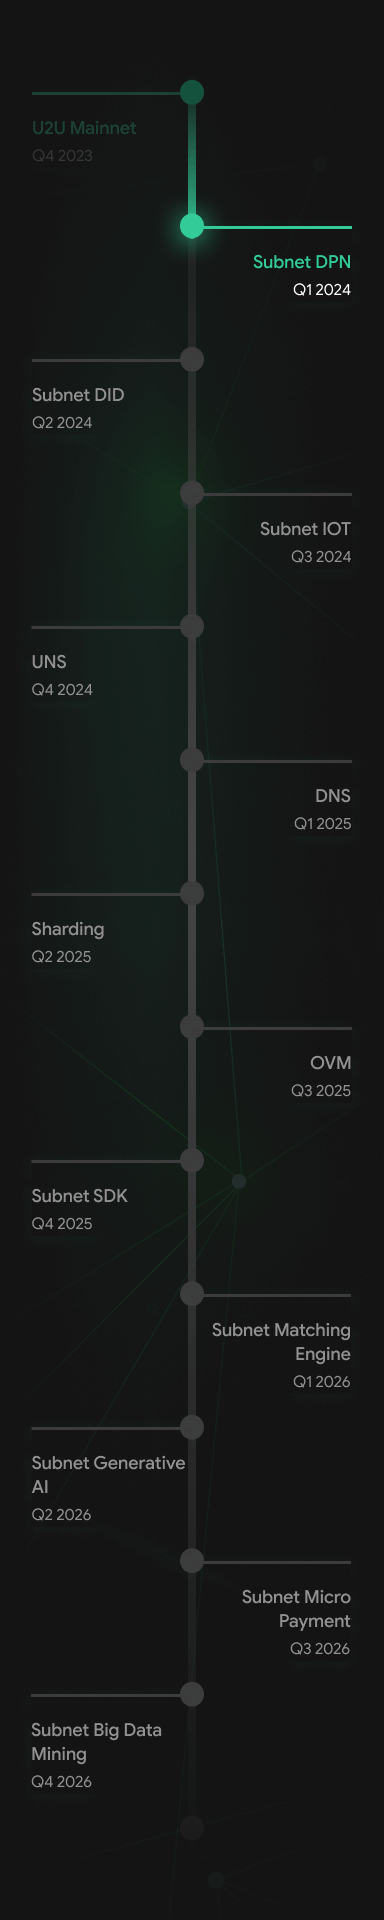 U2U Mainnet
Q4 2023
Subnet DPN
Q1 2024
Subnet DID
Q2 2024
Subnet IOT
Q3 2024
UNS
Q4 2024
DNS
Q1 2025
Sharding
Q2 2025
OVM
Q3 2025
Subnet SDK
Q4 2025
Subnet Matching
Engine
Q1 2026
Subnet Generative
AI
Q2 2026
Subnet Micro
Payment
Q3 2026
Subnet Big Data
Mining
Q4 2026